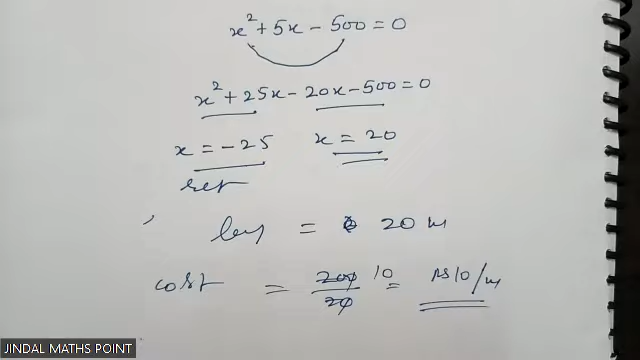 x² + 5x - 500 = 0
x² + 25x - 20x - 500 = 0
x = -25 x = 20
rej
len = 20 m
cost = 200/20 10 = Rs 10/m
JINDAL MATHS POINT